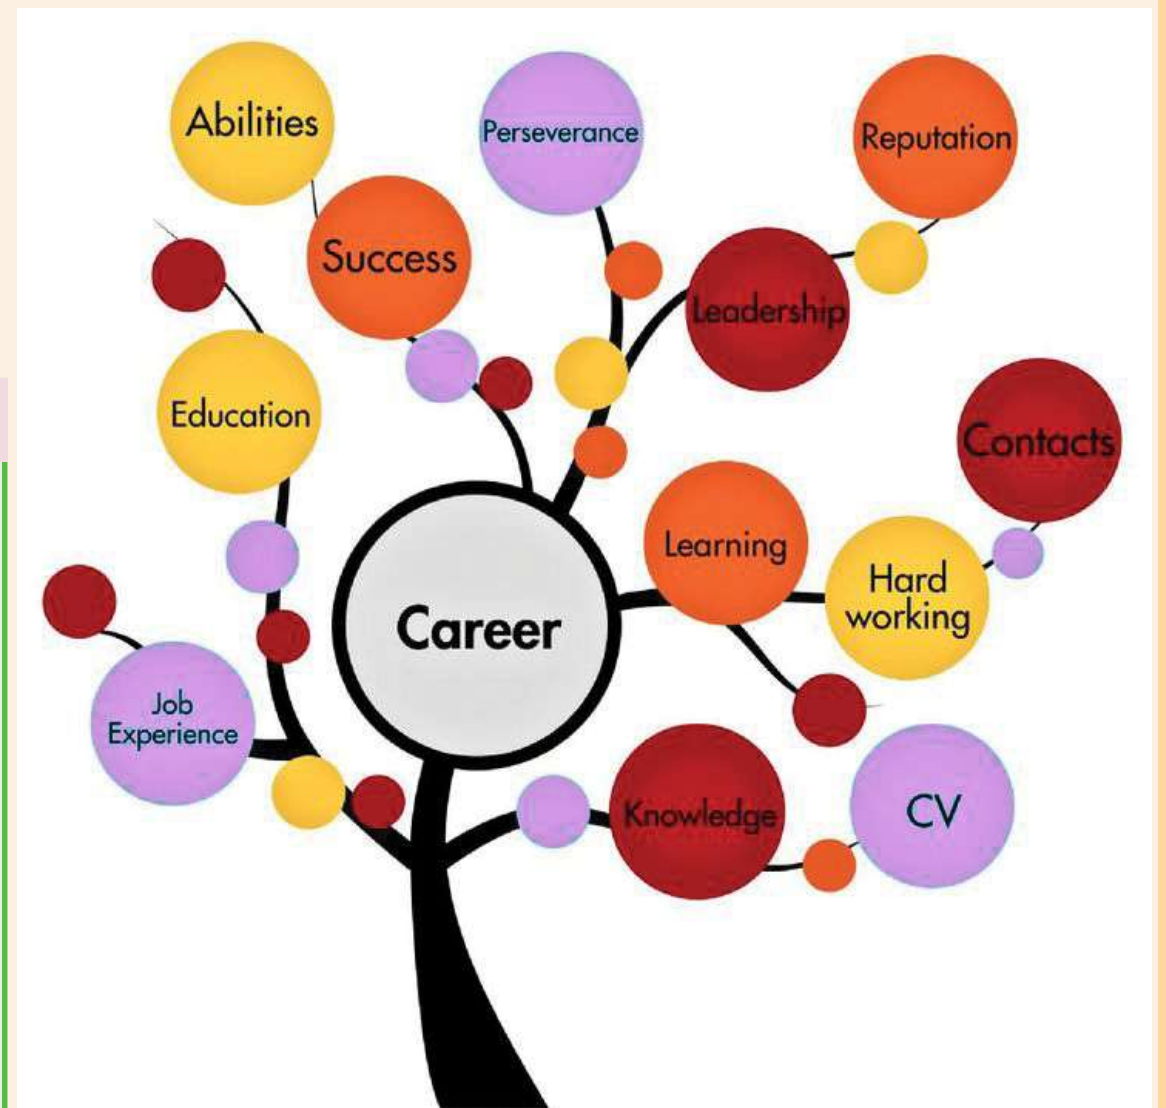 Abilities
Perseverance
Reputation
Success
Leadership
Education
Contacts
Learning
Hard
working
Career
Job
Experience
Knowledge
CV